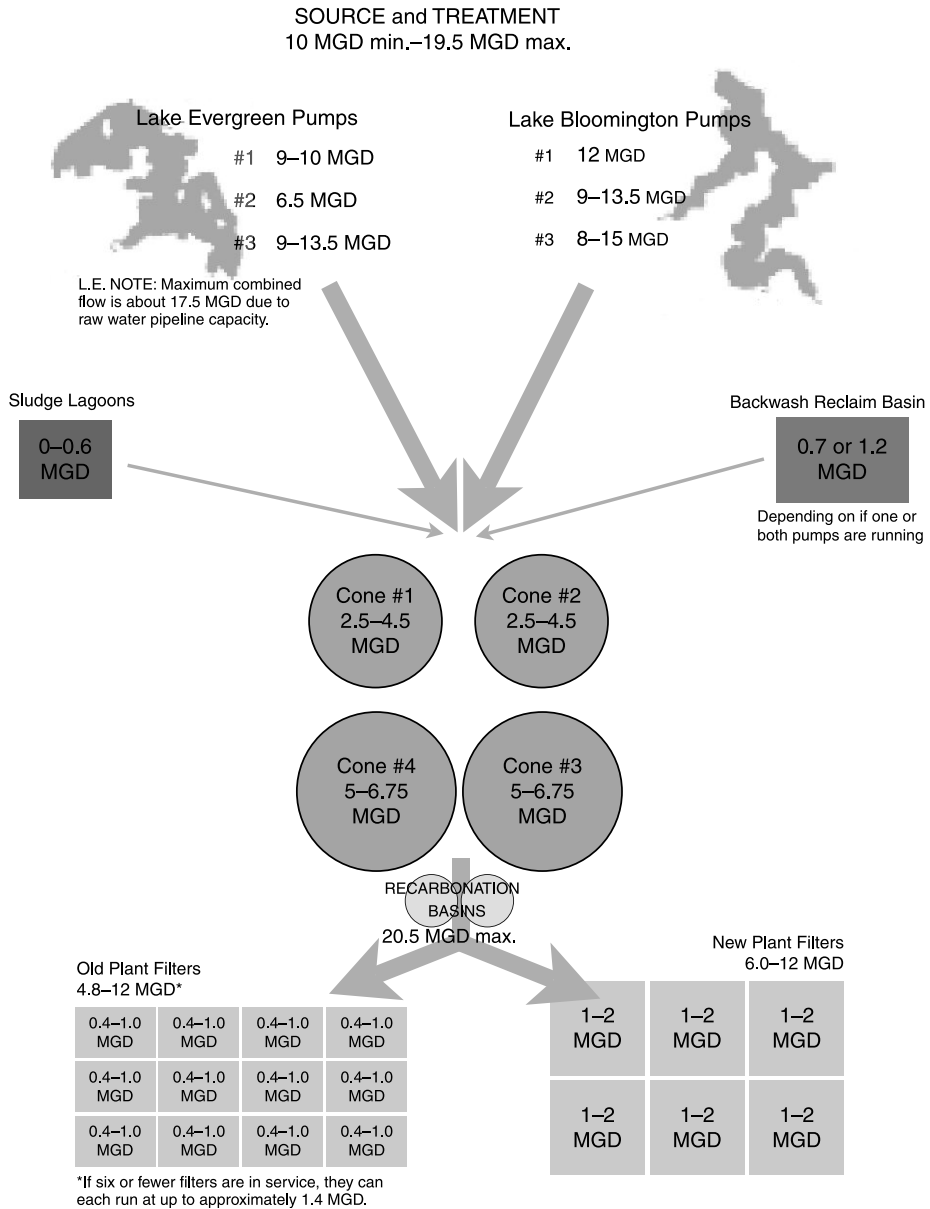 SOURCE and TREATMENT
10 MGD min.–19.5 MGD max.
Lake Evergreen Pumps
#1 9–10 MGD
#2 6.5 MGD
#3 9–13.5 MGD
L.E. NOTE: Maximum combined
flow is about 17.5 MGD due to
raw water pipeline capacity.
Lake Bloomington Pumps
#1 12 MGD
#2 9–13.5 MGD
#3 8–15 MGD
Sludge Lagoons
0–0.6
MGD
Backwash Reclaim Basin
0.7 or 1.2
MGD
Depending on if one or
both pumps are running
Cone #1
2.5–4.5
MGD
Cone #2
2.5–4.5
MGD
Cone #4
5–6.75
MGD
Cone #3
5–6.75
MGD
RECARBONATION
BASINS
20.5 MGD max.
Old Plant Filters
4.8–12 MGD*
0.4–1.0 0.4–1.0 0.4–1.0 0.4–1.0
MGD MGD MGD MGD
0.4–1.0 0.4–1.0 0.4–1.0 0.4–1.0
MGD MGD MGD MGD
0.4–1.0 0.4–1.0 0.4–1.0 0.4–1.0
MGD MGD MGD MGD
*If six or fewer filters are in service, they can
each run at up to approximately 1.4 MGD.
New Plant Filters
6.0–12 MGD
1–2 1–2 1–2
MGD MGD MGD
1–2 1–2 1–2
MGD MGD MGD